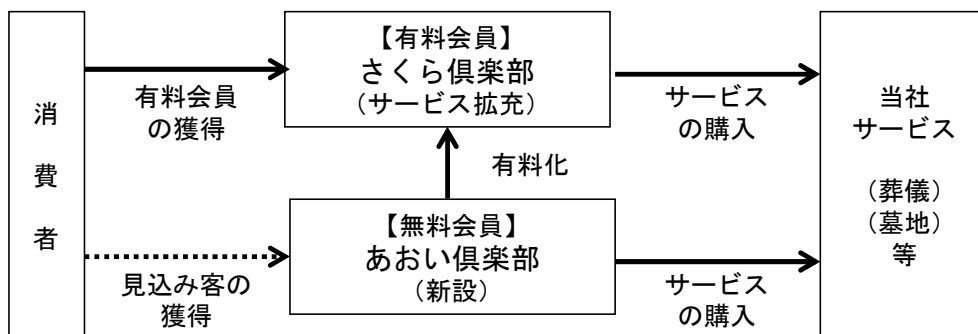 消
費
者
有料会員
の獲得
見込み客の
獲得
【有料会員】
さくら倶楽部
（サービス拡充）
有料化
【無料会員】
あおい倶楽部
（新設）
サービス
の購入
サービス
の購入
当社
サービス
（葬儀）
（墓地）
等